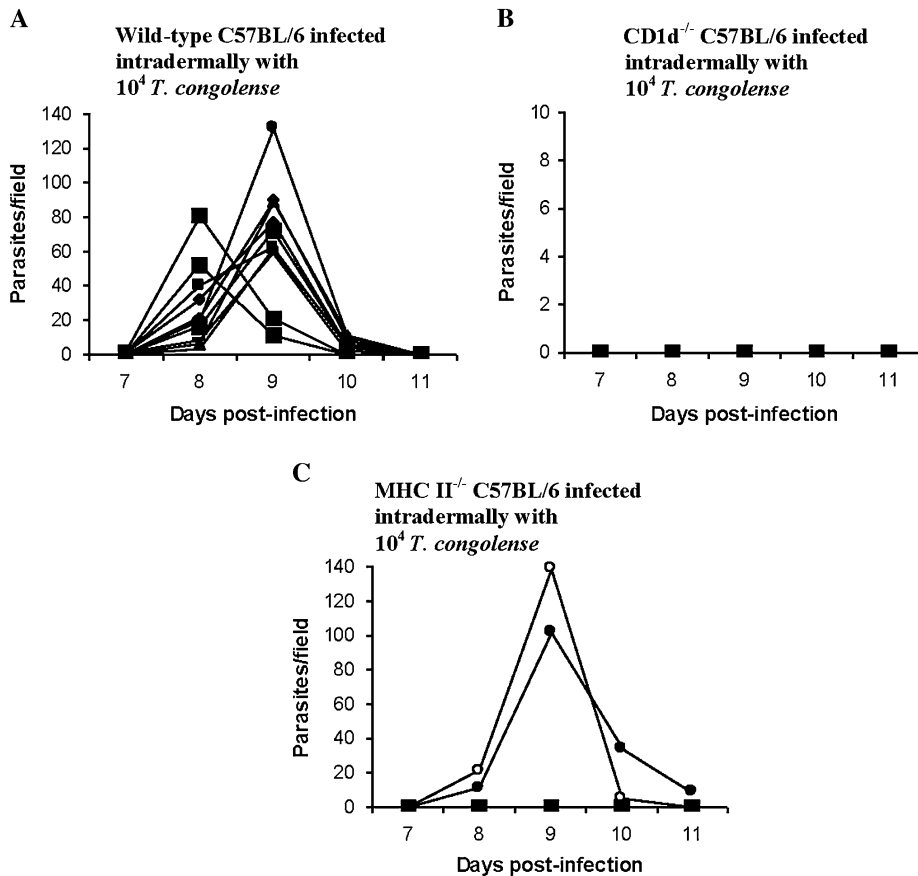 A
Wild-type C57BL/6 infected
intradermally with
10⁴ T. congolense
140
120
100
80
60
40
20
0
Parasites/field
7 8 9 10 11
Days post-infection
B
CD1d⁻/⁻ C57BL/6 infected
intradermally with
10⁴ T. congolense
10
8
6
4
2
0
Parasites/field
7 8 9 10 11
Days post-infection
C
MHC II⁻/⁻ C57BL/6 infected
intradermally with
10⁴ T. congolense
140
120
100
80
60
40
20
0
Parasites/field
7 8 9 10 11
Days post-infection